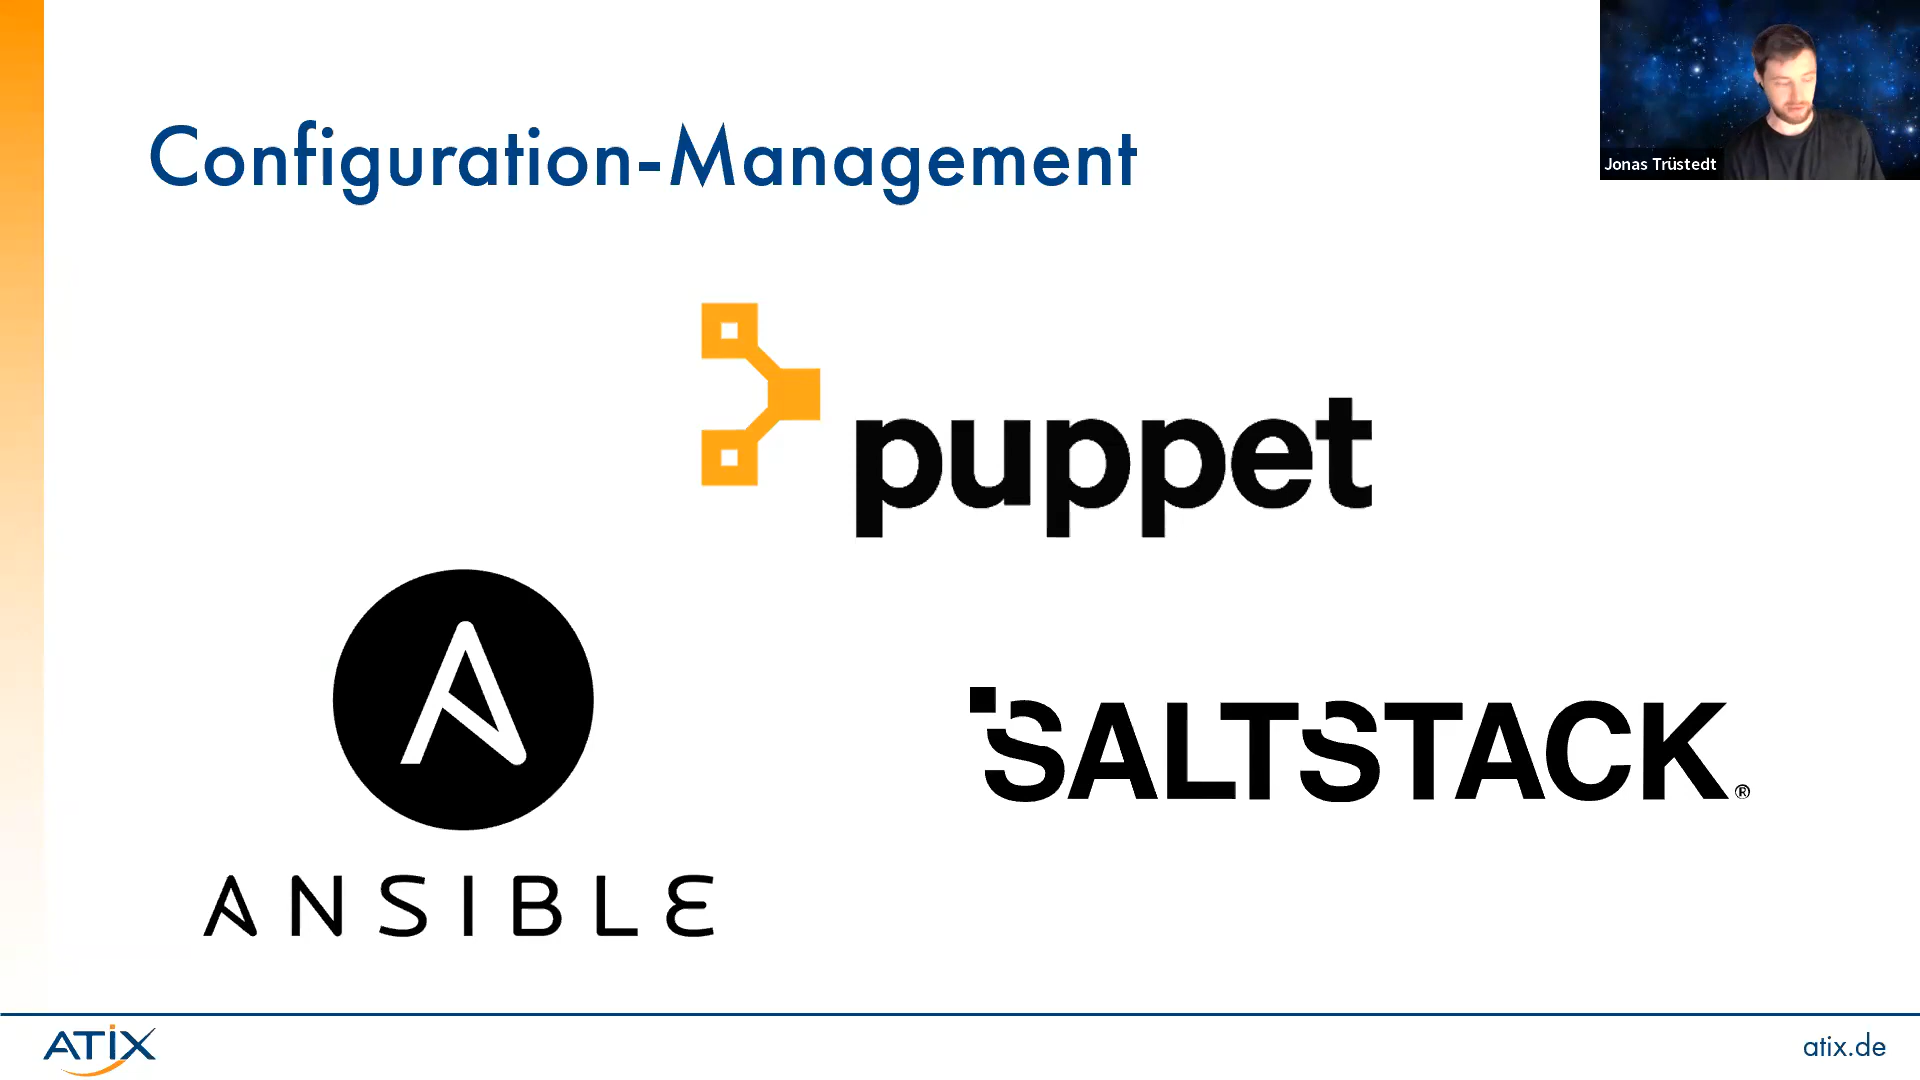 Configuration-Management
Jonas Trüstedt
puppet
ANSIBLE
SALTSTACK®
ATIX
atix.de